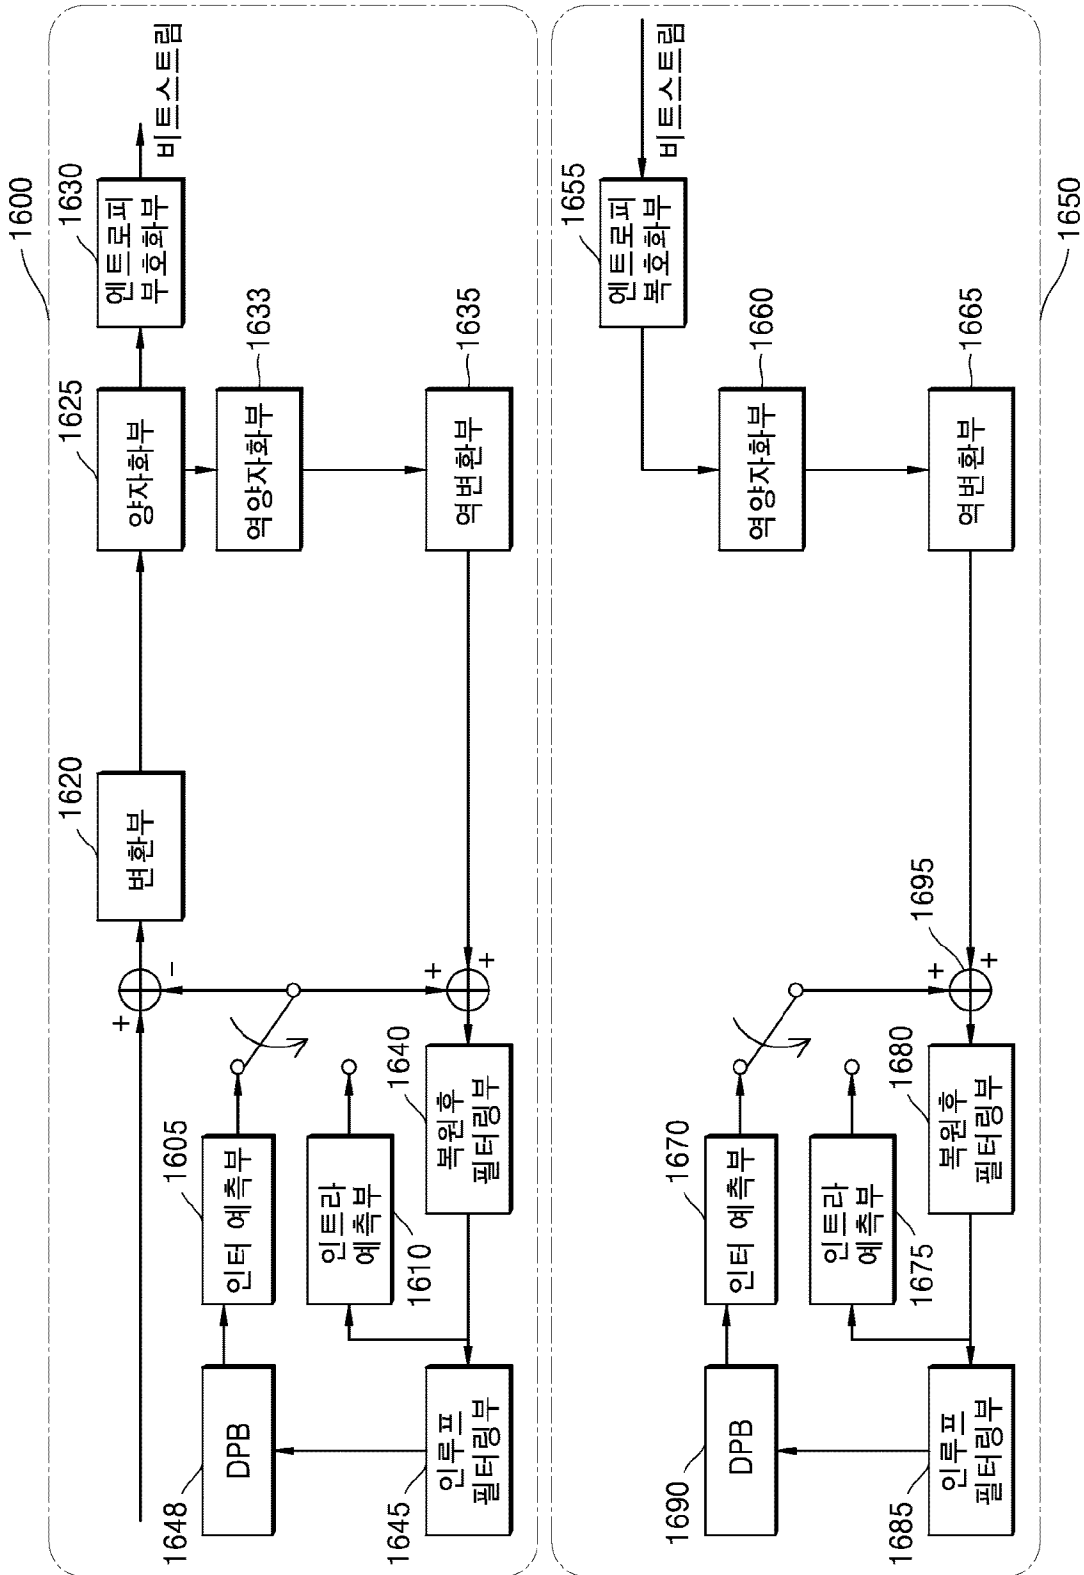 1600
1620
1625
1630
변환부
양자화부
엔트로피
부호화부
비트스트림
+
-
1605
1633
인터 예측부
역양자화부
1648
DPB
인트라
예측부
1610
1640
1635
+
+
복원후
필터링부
역변환부
1645
인루프
필터링부
1655
엔트로피
복호화부
비트스트림
1670
1660
인터 예측부
역양자화부
1690
DPB
인트라
예측부
1675
1680
1695
1665
+
+
복원후
필터링부
역변환부
1685
인루프
필터링부
1650